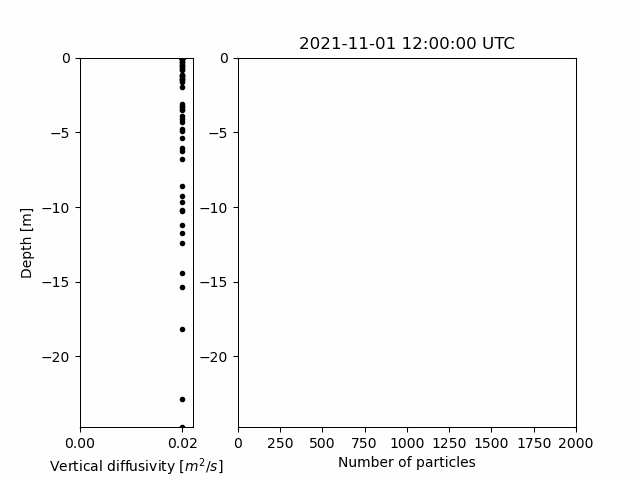 2021-11-01 12:00:00 UTC
0
−5
−10
−15
−20
Depth [m]
0.00 0.02
Vertical diffusivity [m²/s]
0
−5
−10
−15
−20
0 250 500 750 1000 1250 1500 1750 2000
Number of particles